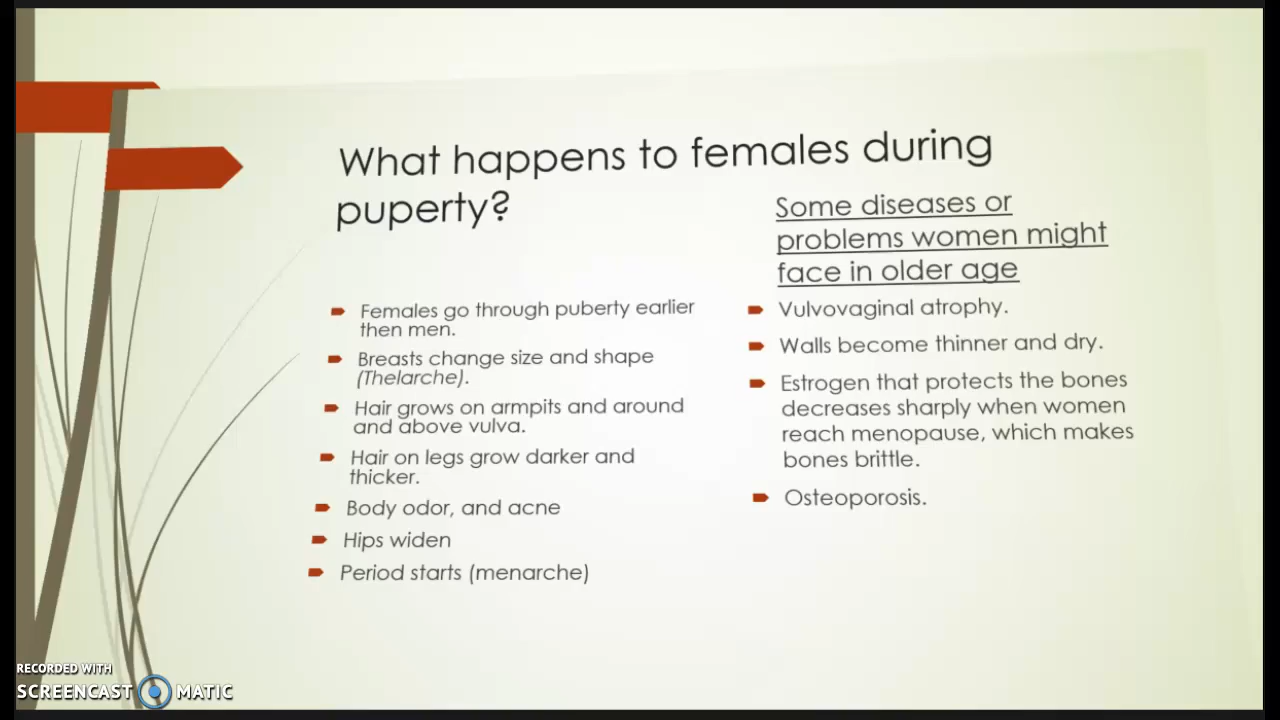 What happens to females during
puperty?
Females go through puberty earlier
then men.
Breasts change size and shape
(Thelarche).
Hair grows on armpits and around
and above vulva.
Hair on legs grow darker and
thicker.
Body odor, and acne
Hips widen
Period starts (menarche)
Some diseases or
problems women might
face in older age
Vulvovaginal atrophy.
Walls become thinner and dry.
Estrogen that protects the bones
decreases sharply when women
reach menopause, which makes
bones brittle.
Osteoporosis.
RECORDED WITH
SCREENCAST MATIC